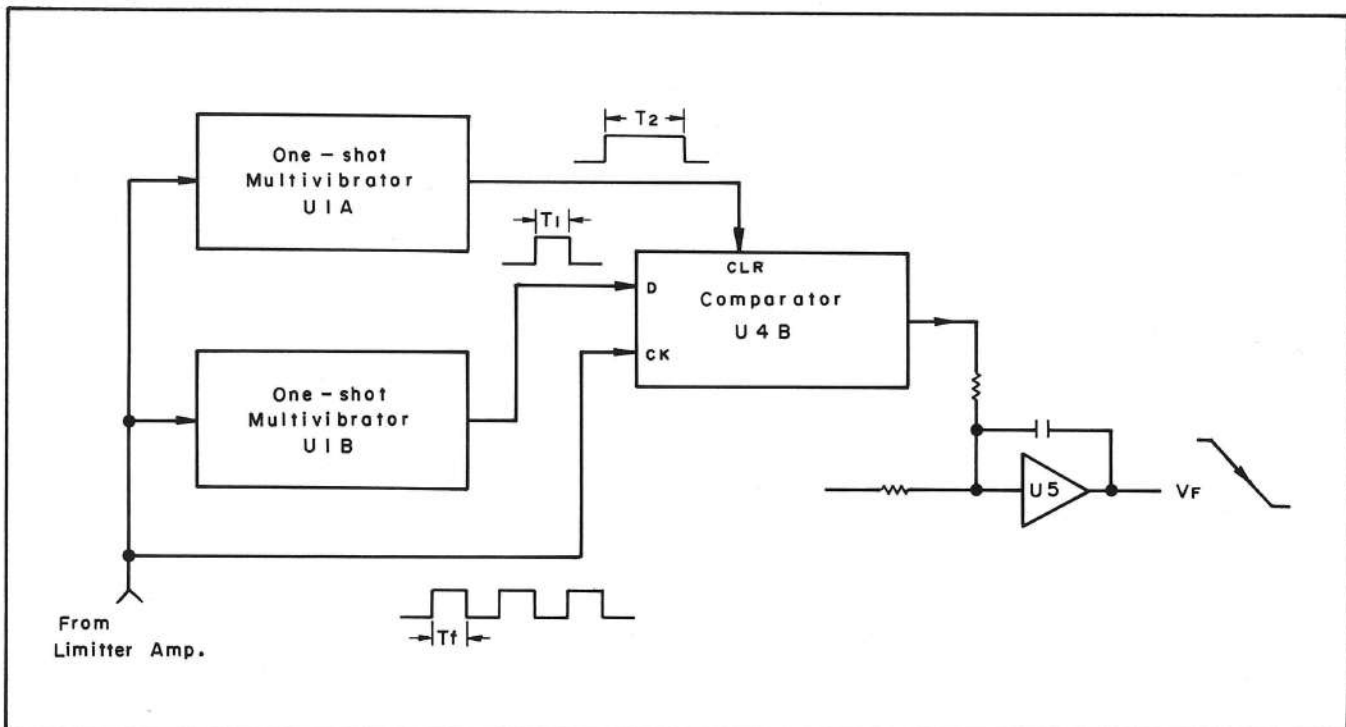 One-shot
Multivibrator
U1A
T2
T1
CLR
D
Comparator
U4B
CK
One-shot
Multivibrator
U1B
U5
VF
Tf
From
Limitter Amp.